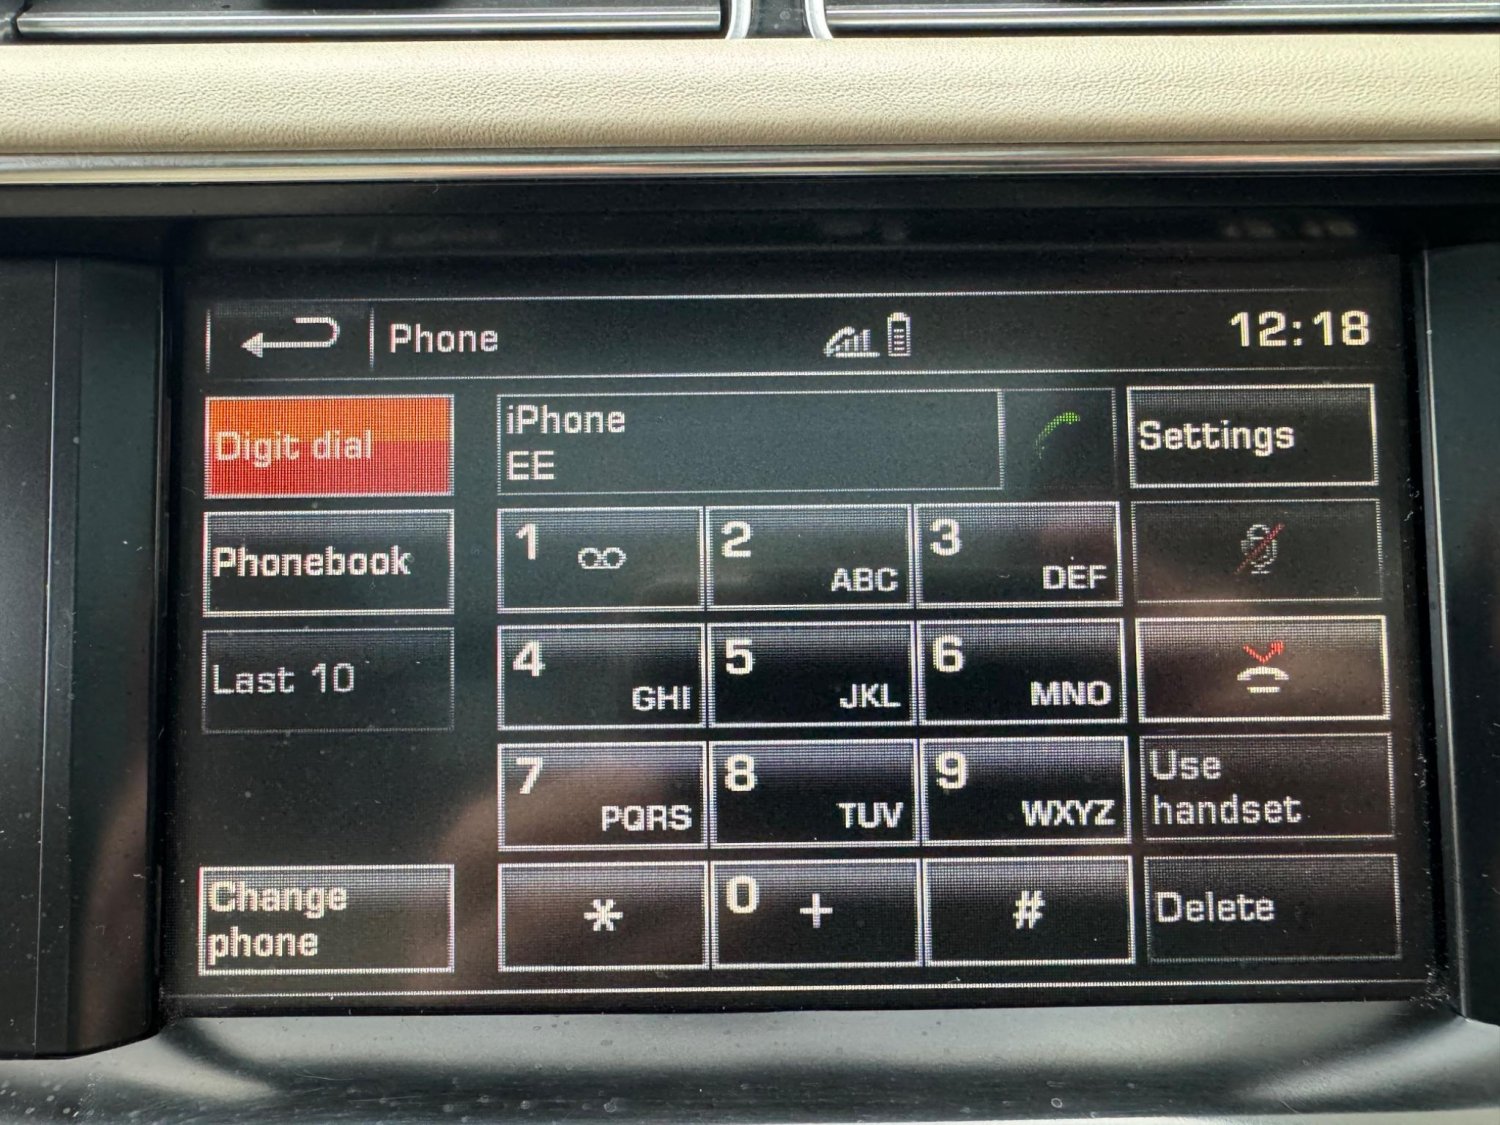 Phone
12:18
Digit dial
iPhone
EE
Settings
Phonebook
1
2 ABC
3 DEF
Last 10
4 GHI
5 JKL
6 MNO
7 PQRS
8 TUV
9 WXYZ
Use
handset
Change
phone
*
0 +
#
Delete